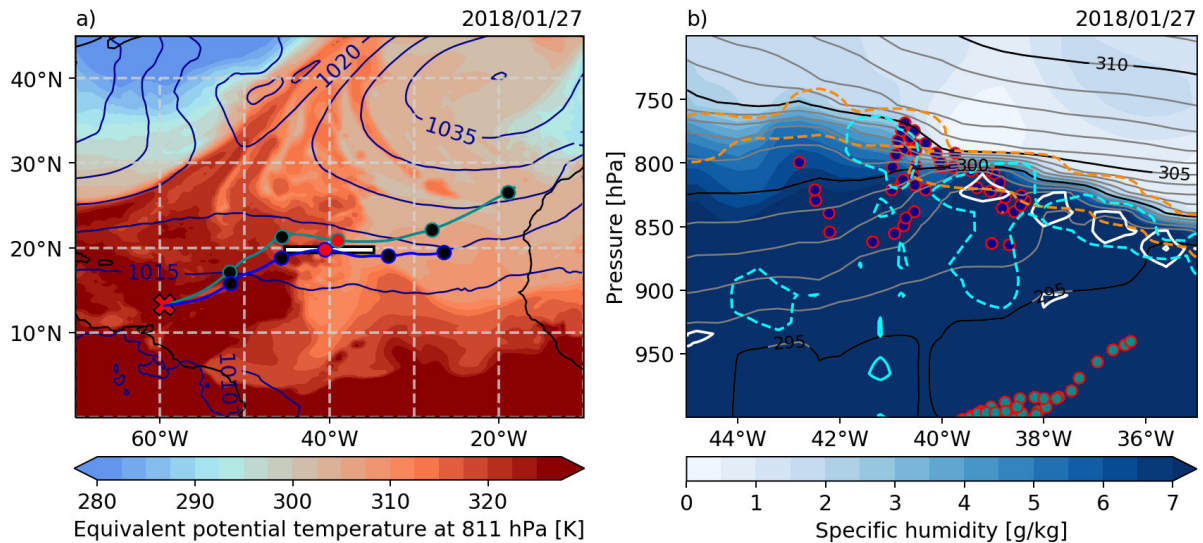 a)
2018/01/27
40°N
30°N
20°N
10°N
1020
1035
1015
1010
60°W
40°W
20°W
280
290
300
310
320
Equivalent potential temperature at 811 hPa [K]
b)
2018/01/27
Pressure [hPa]
750
800
850
900
950
310
305
300
295
295
44°W
42°W
40°W
38°W
36°W
0
1
2
3
4
5
6
7
Specific humidity [g/kg]